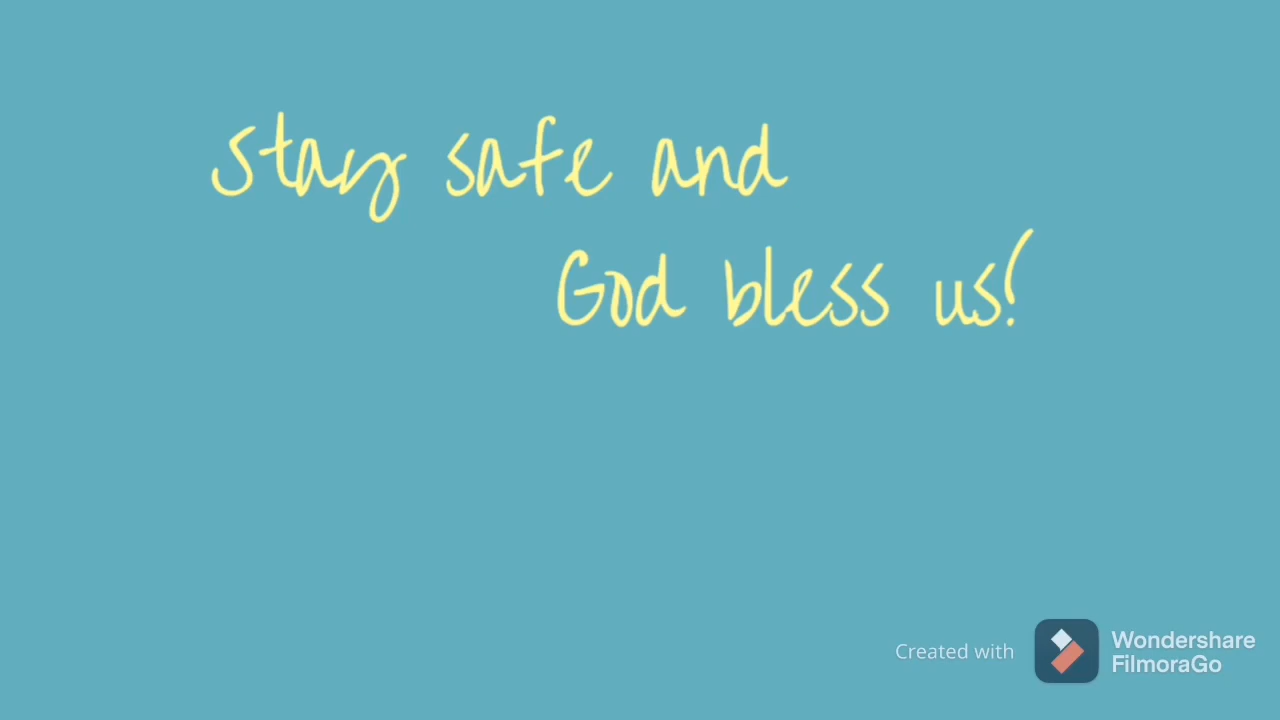 Stay safe and
God bless us!
Created with
Wondershare
FilmoraGo